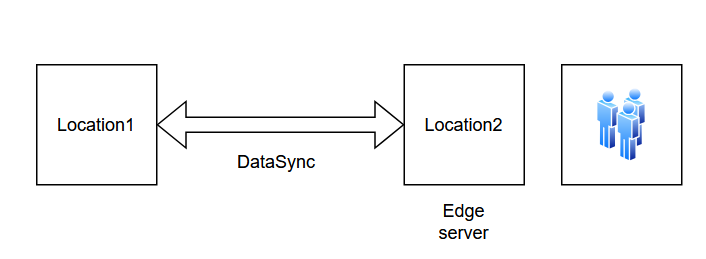 Location1
Location2
DataSync
Edge
server